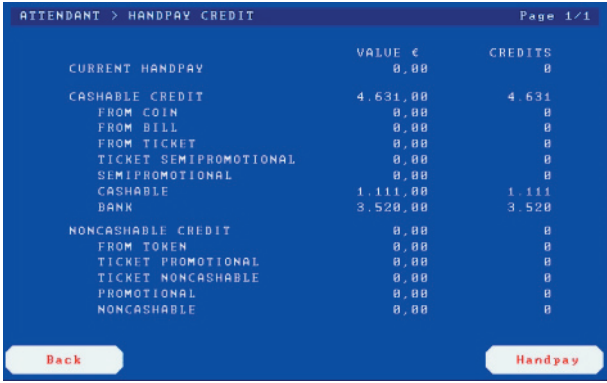 ATTENDANT > HANDPAY CREDIT Page 1/1
VALUE € CREDITS
CURRENT HANDPAY 0,00 0
CASHABLE CREDIT 4.631,00 4.631
FROM COIN 0,00 0
FROM BILL 0,00 0
FROM TICKET 0,00 0
TICKET SEMIPROMOTIONAL 0,00 0
SEMIPROMOTIONAL 0,00 0
CASHABLE 1.111,00 1.111
BANK 3.520,00 3.520
NONCASHABLE CREDIT 0,00 0
FROM TOKEN 0,00 0
TICKET PROMOTIONAL 0,00 0
TICKET NONCASHABLE 0,00 0
PROMOTIONAL 0,00 0
NONCASHABLE 0,00 0
Back Handpay